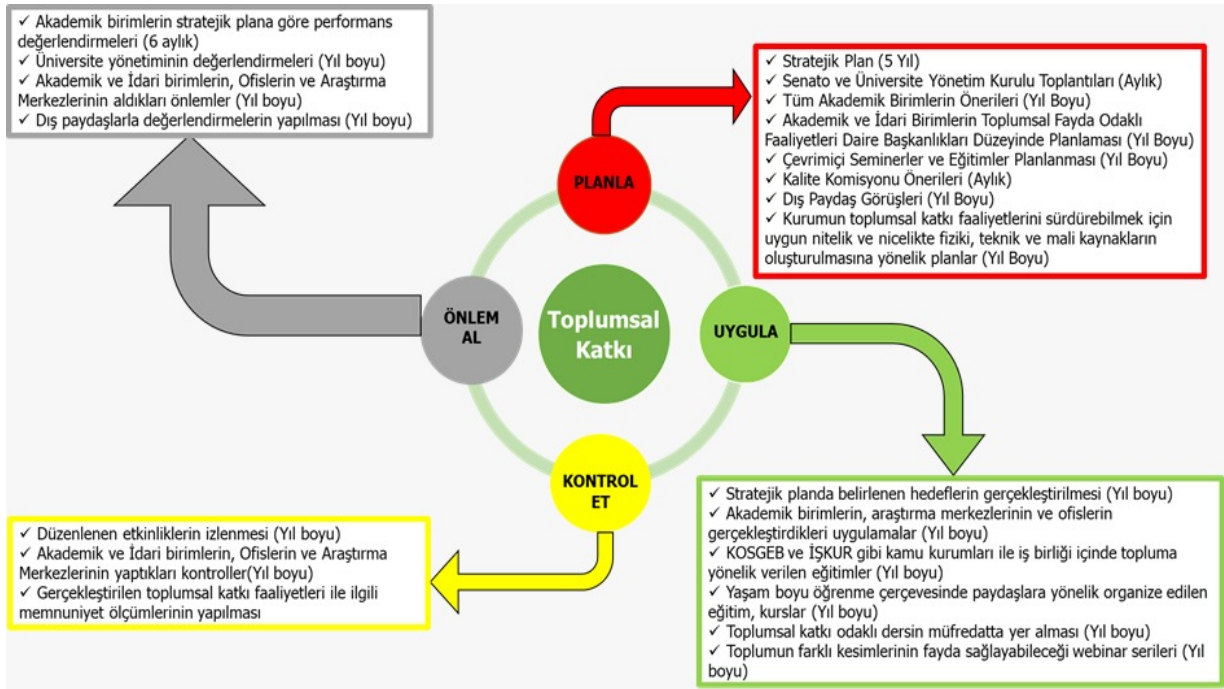 ✓ Akademik birimlerin stratejik plana göre performans
değerlendirmeleri (6 aylık)
✓ Üniversite yönetiminin değerlendirmeleri (Yıl boyu)
✓ Akademik ve İdari birimlerin, Ofislerin ve Araştırma
Merkezlerinin aldıkları önlemler (Yıl boyu)
✓ Dış paydaşlarla değerlendirmelerin yapılması (Yıl boyu)
✓ Stratejik Plan (5 Yıl)
✓ Senato ve Üniversite Yönetim Kurulu Toplantıları (Aylık)
✓ Tüm Akademik Birimlerin Önerileri (Yıl Boyu)
✓ Akademik ve İdari Birimlerin Toplumsal Fayda Odaklı
Faaliyetleri Daire Başkanlıkları Düzeyinde Planlaması (Yıl Boyu)
✓ Çevrimiçi Seminerler ve Eğitimler Planlanması (Yıl Boyu)
✓ Kalite Komisyonu Önerileri (Aylık)
✓ Dış Paydaş Görüşleri (Yıl Boyu)
✓ Kurumun toplumsal katkı faaliyetlerini sürdürebilmek için
uygun nitelik ve nicelikte fiziki, teknik ve mali kaynakların
oluşturulmasına yönelik planlar (Yıl Boyu)
PLANLA
ÖNLEM
AL
Toplumsal
Katkı
UYGULA
KONTROL
ET
✓ Düzenlenen etkinliklerin izlenmesi (Yıl boyu)
✓ Akademik ve İdari birimlerin, Ofislerin ve Araştırma
Merkezlerinin yaptıkları kontroller(Yıl boyu)
✓ Gerçekleştirilen toplumsal katkı faaliyetleri ile ilgili
memnuniyet ölçümlerinin yapılması
✓ Stratejik planda belirlenen hedeflerin gerçekleştirilmesi (Yıl boyu)
✓ Akademik birimlerin, araştırma merkezlerinin ve ofislerin
gerçekleştirdikleri uygulamalar (Yıl boyu)
✓ KOSGEB ve İŞKUR gibi kamu kurumları ile iş birliği içinde topluma
yönelik verilen eğitimler (Yıl boyu)
✓ Yaşam boyu öğrenme çerçevesinde paydaşlara yönelik organize edilen
eğitim, kurslar (Yıl boyu)
✓ Toplumsal katkı odaklı dersin müfredatta yer alması (Yıl boyu)
✓ Toplumun farklı kesimlerinin fayda sağlayabileceği webinar serileri (Yıl
boyu)